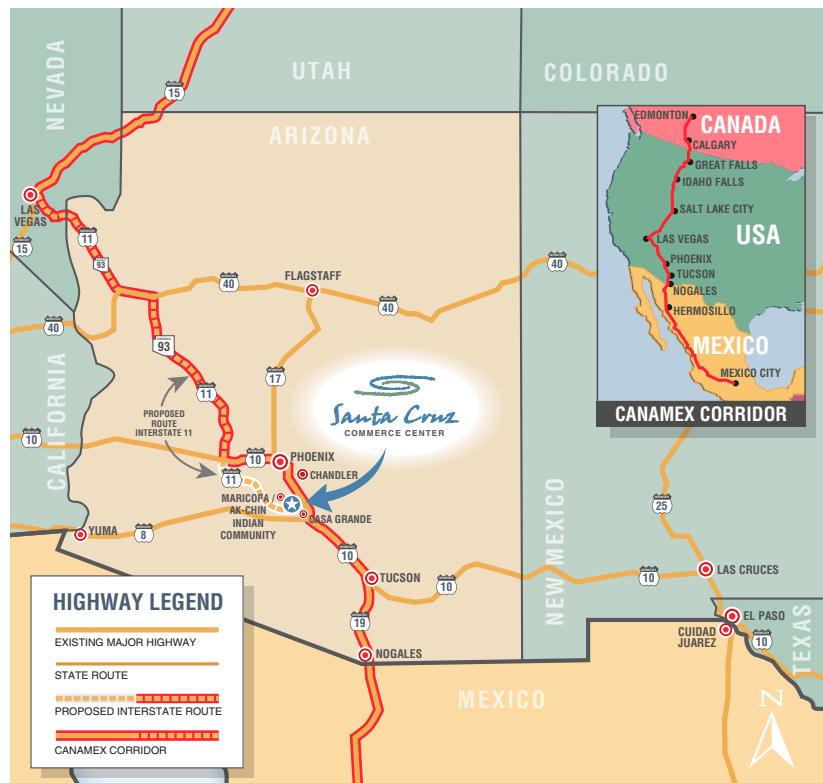 NEVADA
UTAH
COLORADO
15
ARIZONA
EDMONTON
CANADA
CALGARY
GREAT FALLS
IDAHO FALLS
SALT LAKE CITY
USA
LAS VEGAS
PHOENIX
TUCSON
NOGALES
HERMOSILLO
MEXICO
MEXICO CITY
CANAMEX CORRIDOR
LAS
VEGAS
15
11
93
40
FLAGSTAFF
40
40
40
93
CALIFORNIA
17
11
PROPOSED
ROUTE
INTERSTATE 11
Santa Cruz
COMMERCE CENTER
10
10
PHOENIX
11
CHANDLER
MARICOPA /
AK-CHIN
INDIAN
COMMUNITY
CASA GRANDE
YUMA
8
NEW MEXICO
25
10
TUCSON
10
10
LAS CRUCES
19
NOGALES
EL PASO
CUIDAD
JUAREZ
10
TEXAS
MEXICO
N
HIGHWAY LEGEND
EXISTING MAJOR HIGHWAY
STATE ROUTE
PROPOSED INTERSTATE ROUTE
CANAMEX CORRIDOR